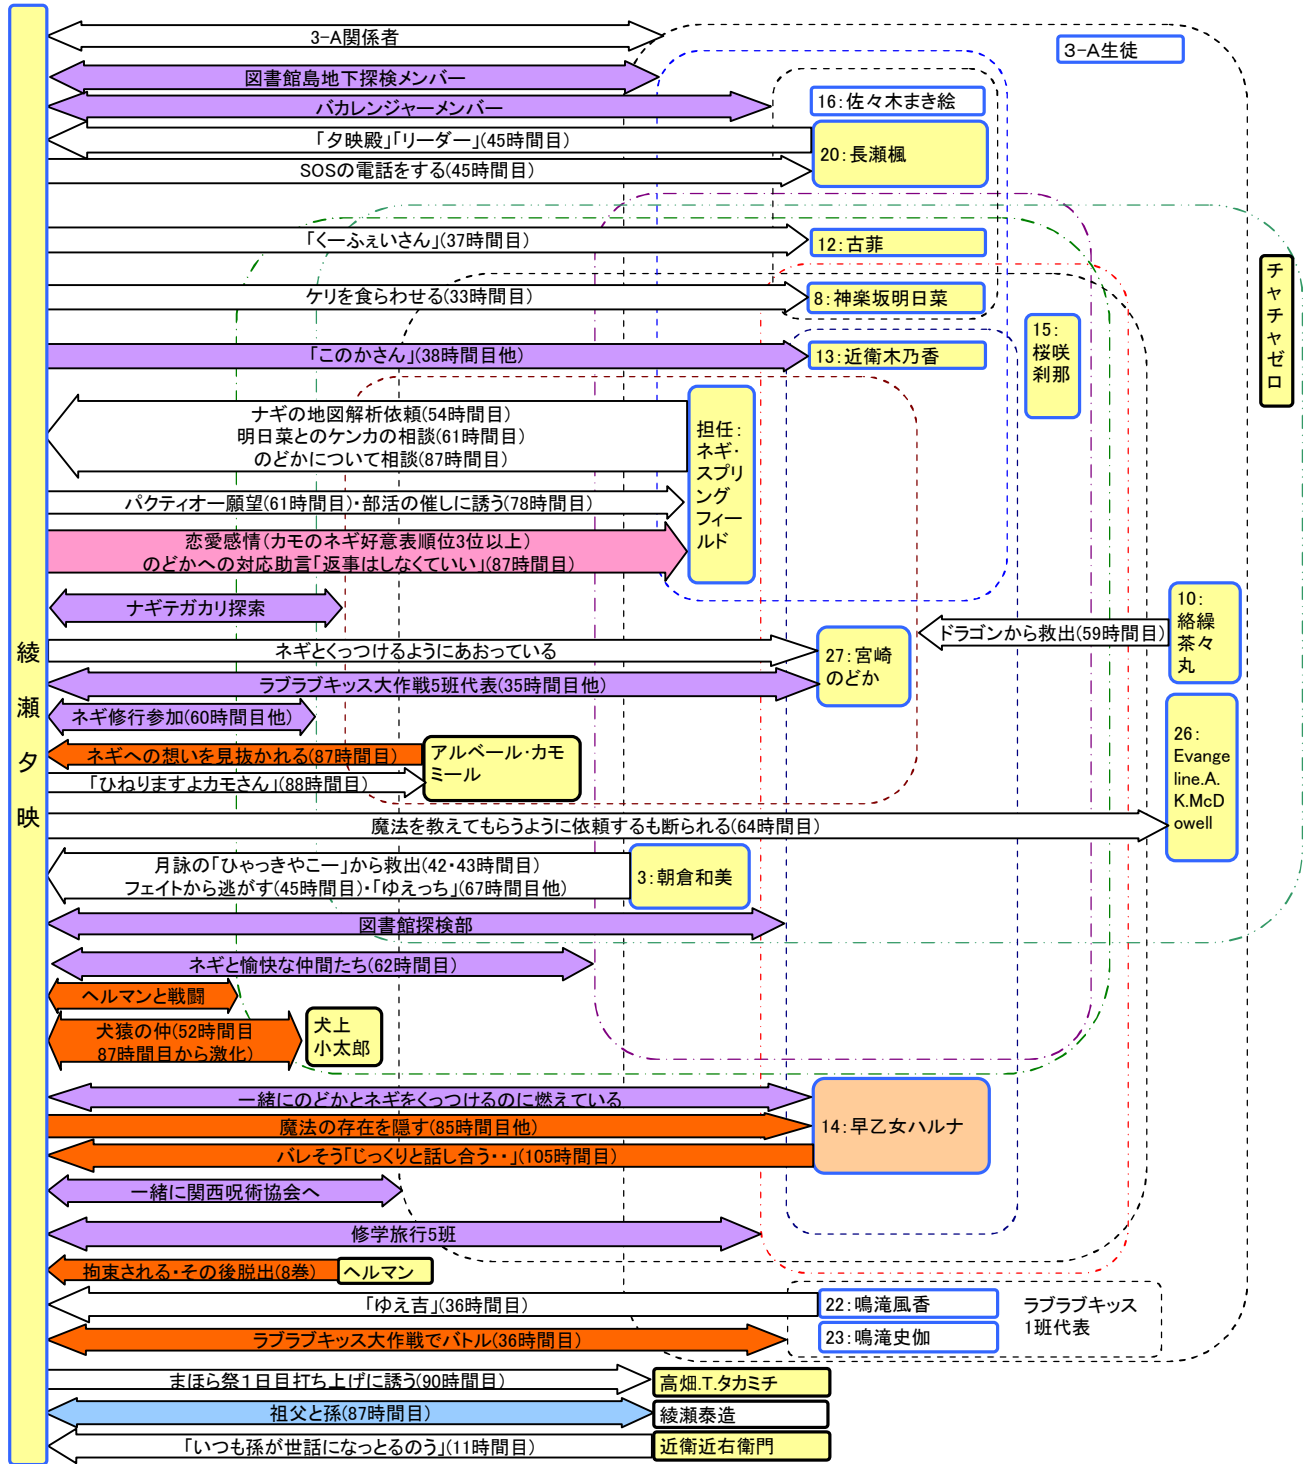 3-A関係者
3-A生徒
図書館島地下探検メンバー
バカレンジャーメンバー
16:佐々木まき絵
「夕映殿」「リーダー」(45時間目)
20:長瀬楓
SOSの電話をする(45時間目)
「くーふぇいさん」(37時間目)
12:古菲
チャチャゼロ
ケリを食らわせる(33時間目)
8:神楽坂明日菜
15:
桜咲
刹那
「このかさん」(38時間目他)
13:近衛木乃香
ナギの地図解析依頼(54時間目)
明日菜とのケンカの相談(61時間目)
のどかについて相談(87時間目)
担任:
ネギ・
スプリ
ング
フィー
ルド
パクティオー願望(61時間目)・部活の催しに誘う(78時間目)
恋愛感情(カモのネギ好意表順位3位以上)
のどかへの対応助言「返事はしなくていい」(87時間目)
ナギテガカリ探索
10:
絡繰
茶々
丸
ドラゴンから救出(59時間目)
綾瀬夕映
ネギとくっつけるようにあおっている
27:宮崎
のどか
ラブラブキッス大作戦5班代表(35時間目他)
ネギ修行参加(60時間目他)
26:
Evange
line.A.
K.McD
owell
ネギへの想いを見抜かれる(87時間目)
アルベール・カモ
ミール
「ひねりますよカモさん」(88時間目)
魔法を教えてもらうように依頼するも断られる(64時間目)
月詠の「ひゃっきやこー」から救出(42・43時間目)
フェイトから逃がす(45時間目)・「ゆえっち」(67時間目他)
3:朝倉和美
図書館探検部
ネギと愉快な仲間たち(62時間目)
ヘルマンと戦闘
犬猿の仲(52時間目
87時間目から激化)
犬上
小太郎
一緒にのどかとネギをくっつけるのに燃えている
魔法の存在を隠す(85時間目他)
14:早乙女ハルナ
バレそう「じっくりと話し合う・・」(105時間目)
一緒に関西呪術協会へ
修学旅行5班
拘束される・その後脱出(8巻)
ヘルマン
「ゆえ吉」(36時間目)
22:鳴滝風香
ラブラブキッス
1班代表
ラブラブキッス大作戦でバトル(36時間目)
23:鳴滝史伽
まほら祭1日目打ち上げに誘う(90時間目)
高畑.T.タカミチ
祖父と孫(87時間目)
綾瀬泰造
「いつも孫が世話になっとるのう」(11時間目)
近衛近右衛門